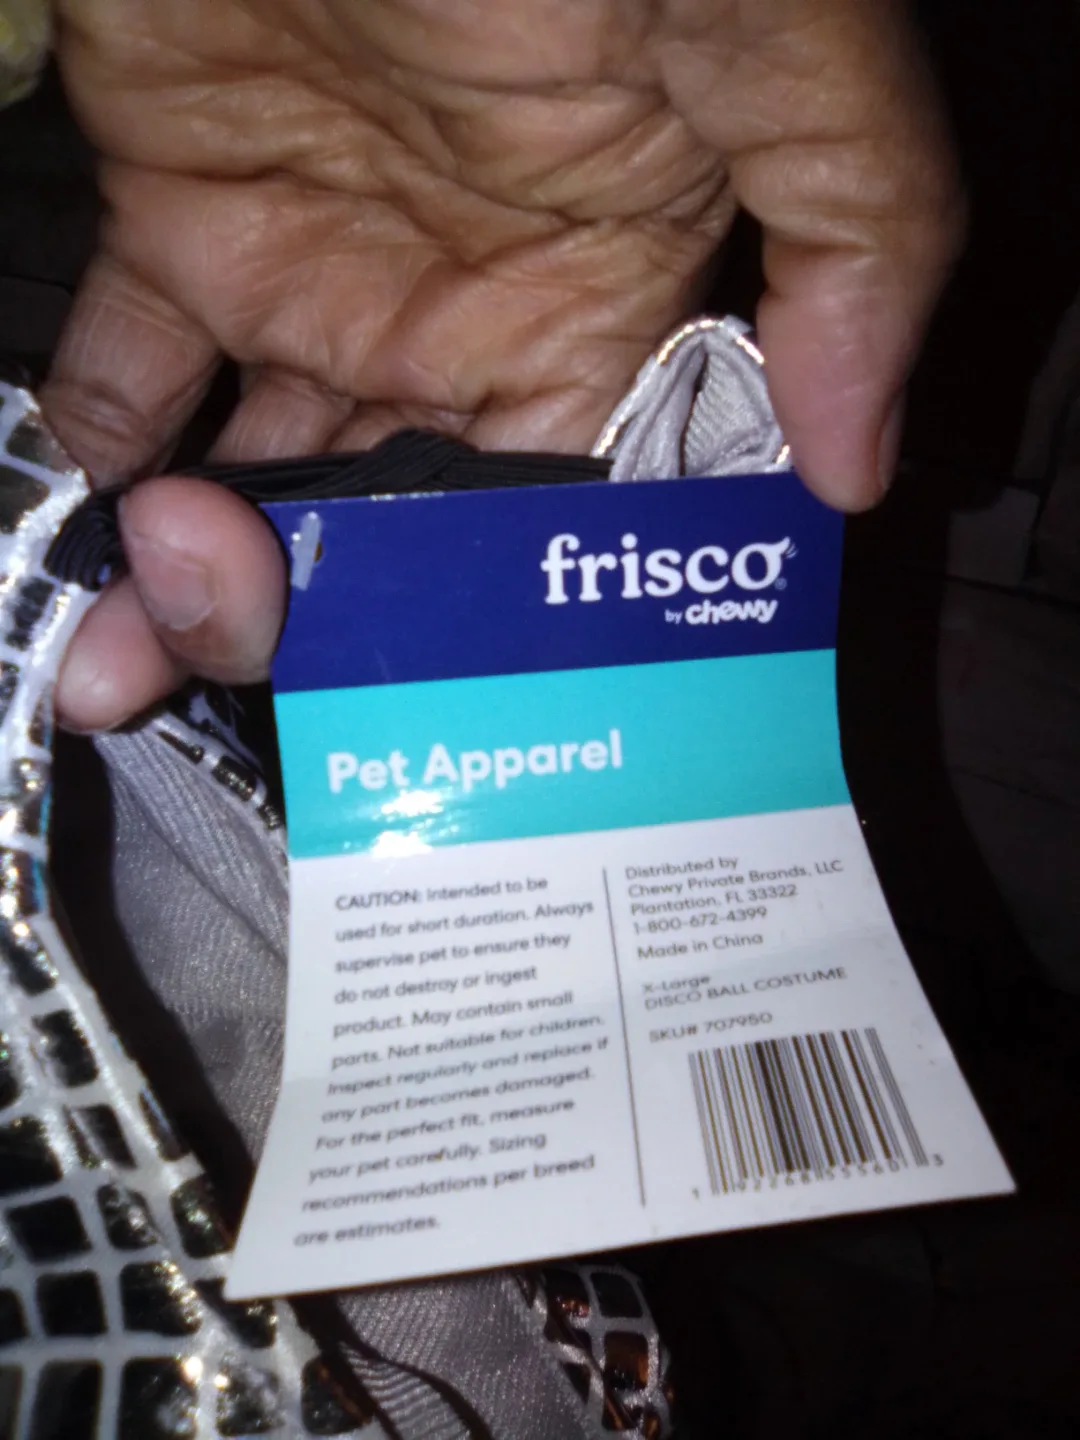 frisco®
by chewy
Pet Apparel
CAUTION: Intended to be
used for short duration. Always
supervise pet to ensure they
do not destroy or ingest
product. May contain small
parts. Not suitable for children.
Inspect regularly and replace if
any part becomes damaged.
For the perfect fit, measure
your pet carefully. Sizing
recommendations per breed
are estimates.
Distributed by
Chewy Private Brands, LLC
Plantation, FL 33322
1-800-672-4399
Made in China
X-Large
DISCO BALL COSTUME
SKU# 707950
1 92268 55560 3